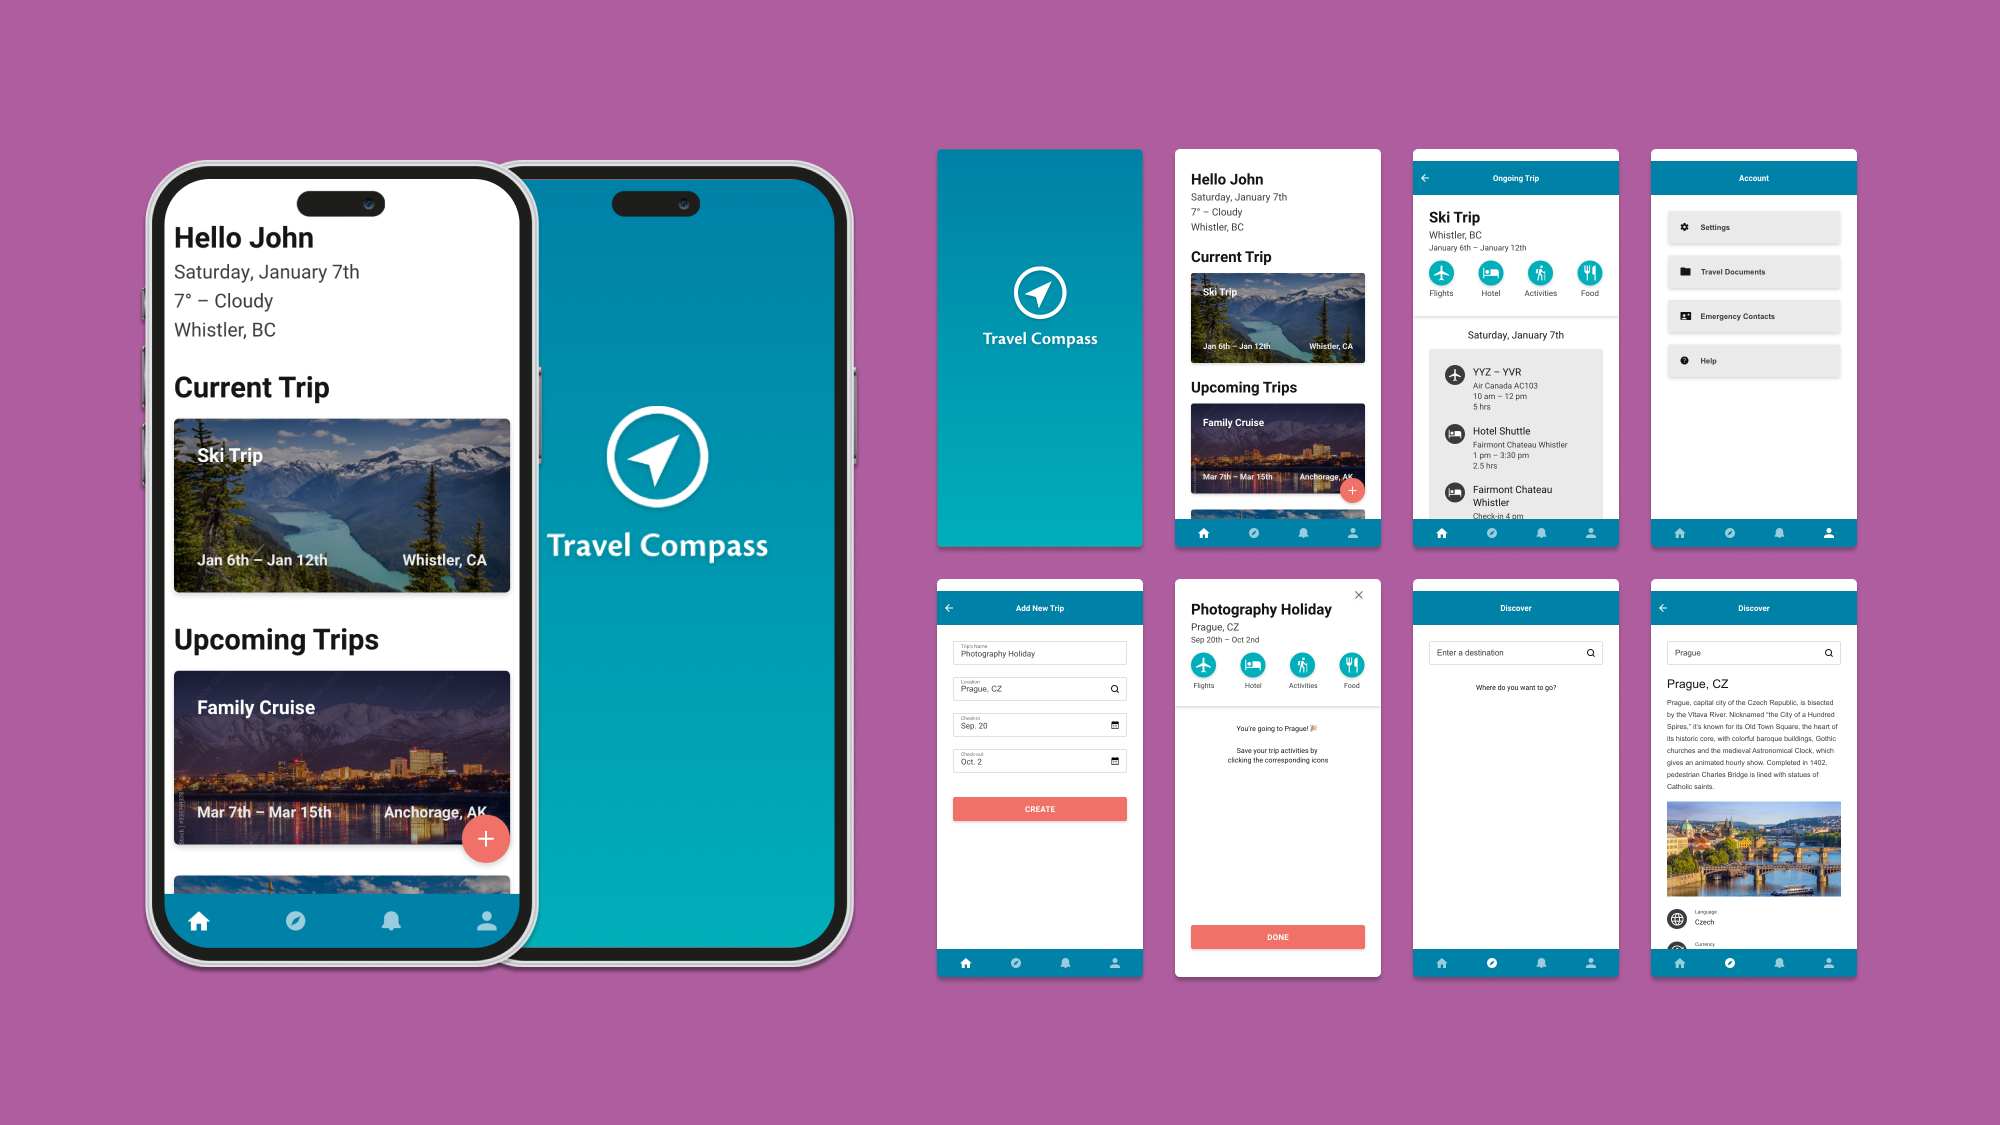 Hello John
Saturday, January 7th
7° – Cloudy
Whistler, BC
Current Trip
Ski Trip
Jan 6th – Jan 12th
Whistler, CA
Upcoming Trips
Family Cruise
Mar 7th – Mar 15th
Anchorage, AK
Travel Compass
Travel Compass
Hello John
Saturday, January 7th
7° – Cloudy
Whistler, BC
Current Trip
Ski Trip
Jan 6th – Jan 12th
Whistler, CA
Upcoming Trips
Family Cruise
Mar 7th – Mar 15th
Anchorage, AK
Ongoing Trip
Ski Trip
Whistler, BC
January 6th – January 12th
Flights
Hotel
Activities
Food
Saturday, January 7th
YYZ – YVR
Air Canada AC103
10 am – 12 pm
5 hrs
Hotel Shuttle
Fairmont Chateau Whistler
1 pm – 3:30 pm
2.5 hrs
Fairmont Chateau
Whistler
Check-in 4 pm
Account
Settings
Travel Documents
Emergency Contacts
Help
Add New Trip
Trip's Name
Photography Holiday
Location
Prague, CZ
Check-in
Sep. 20
Check-out
Oct. 2
CREATE
Photography Holiday
Prague, CZ
Sep 20th – Oct 2nd
Flights
Hotel
Activities
Food
You're going to Prague! 🎉
Save your trip activities by
clicking the corresponding icons
DONE
Discover
Enter a destination
Where do you want to go?
Discover
Prague
Prague, CZ
Prague, capital city of the Czech Republic, is bisected
by the Vltava River. Nicknamed "the City of a Hundred
Spires," it's known for its Old Town Square, the heart of
its historic core, with colorful baroque buildings, Gothic
churches and the medieval Astronomical Clock, which
gives an animated hourly show. Completed in 1402,
pedestrian Charles Bridge is lined with statues of
Catholic saints.
Language
Czech
Currency